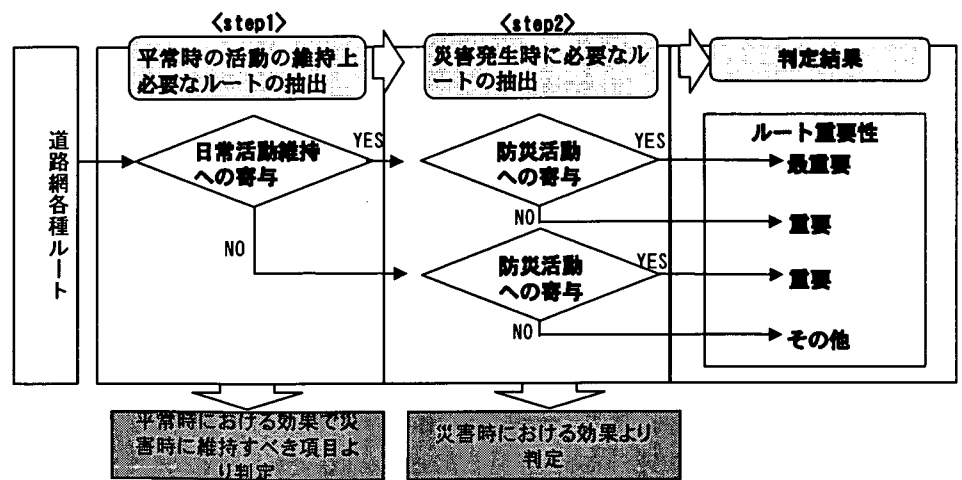 <step1>
<step2>
平常時の活動の維持上
必要なルートの抽出
災害発生時に必要なル
ートの抽出
判定結果
道路網各種ルート
日常活動維持
への寄与
YES
NO
防災活動
への寄与
YES
NO
防災活動
への寄与
YES
NO
ルート重要性
最重要
重要
重要
その他
平常時における効果で災
害時に維持すべき項目よ
り判定
災害時における効果より
判定